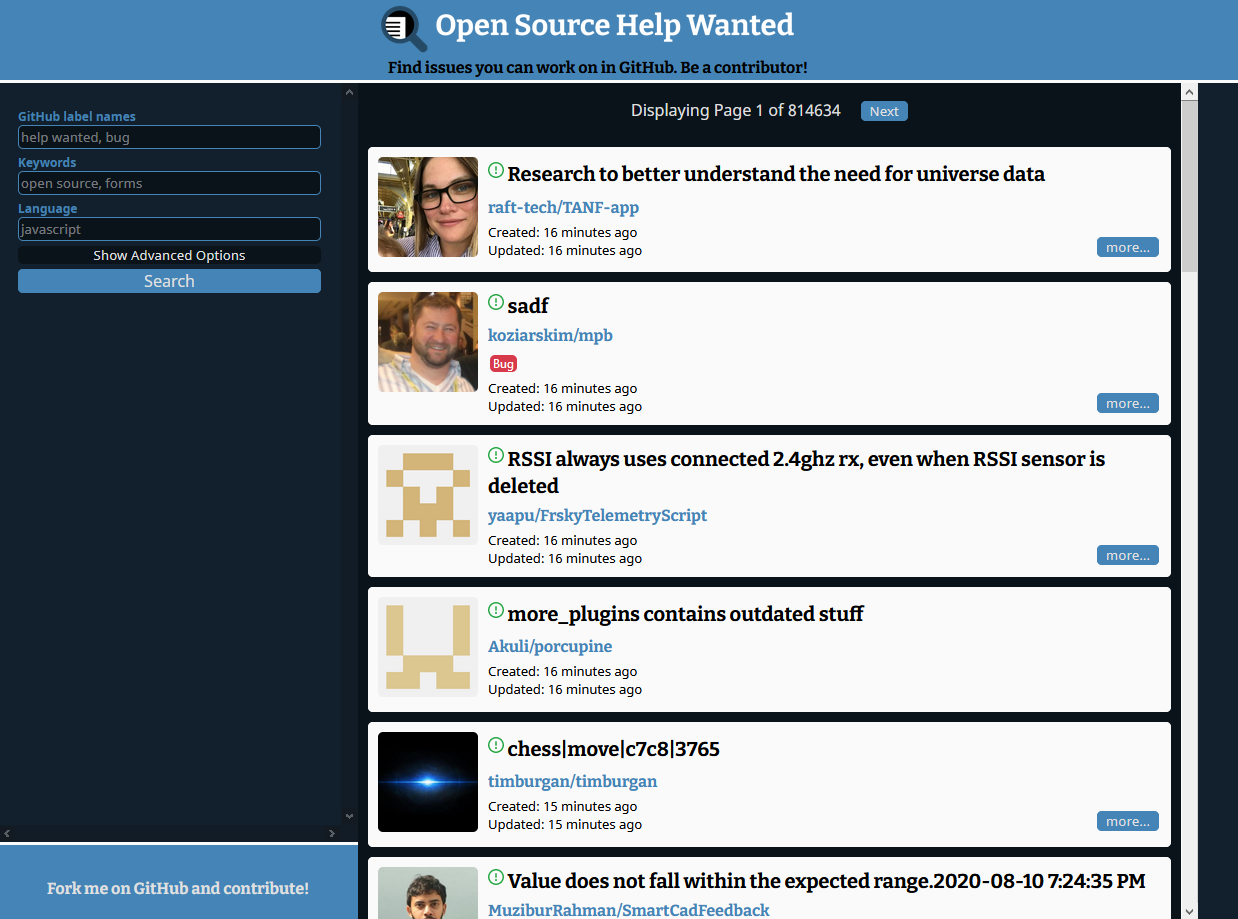 Open Source Help Wanted
Find issues you can work on in GitHub. Be a contributor!
GitHub label names
help wanted, bug
Keywords
open source, forms
Language
javascript
Show Advanced Options
Search
Fork me on GitHub and contribute!
Displaying Page 1 of 814634 Next
Research to better understand the need for universe data
raft-tech/TANF-app
Created: 16 minutes ago
Updated: 16 minutes ago
more...
sadf
koziarskim/mpb
Bug
Created: 16 minutes ago
Updated: 16 minutes ago
more...
RSSI always uses connected 2.4ghz rx, even when RSSI sensor is
deleted
yaapu/FrskyTelemetryScript
Created: 16 minutes ago
Updated: 16 minutes ago
more...
more_plugins contains outdated stuff
Akuli/porcupine
Created: 16 minutes ago
Updated: 16 minutes ago
chess|move|c7c8|3765
timburgan/timburgan
Created: 15 minutes ago
Updated: 15 minutes ago
more...
Value does not fall within the expected range.2020-08-10 7:24:35 PM
MuziburRahman/SmartCadFeedback